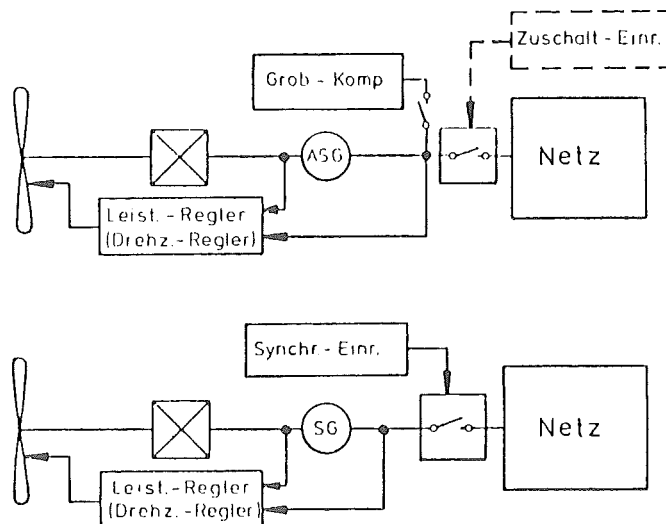 Zuschalt - Einr.
Grob - Komp
ASG
Netz
Leist. - Regler
(Drehz.- Regler)
Synchr.- Einr.
SG
Netz
Leist.- Regler
(Drehz.- Regler)